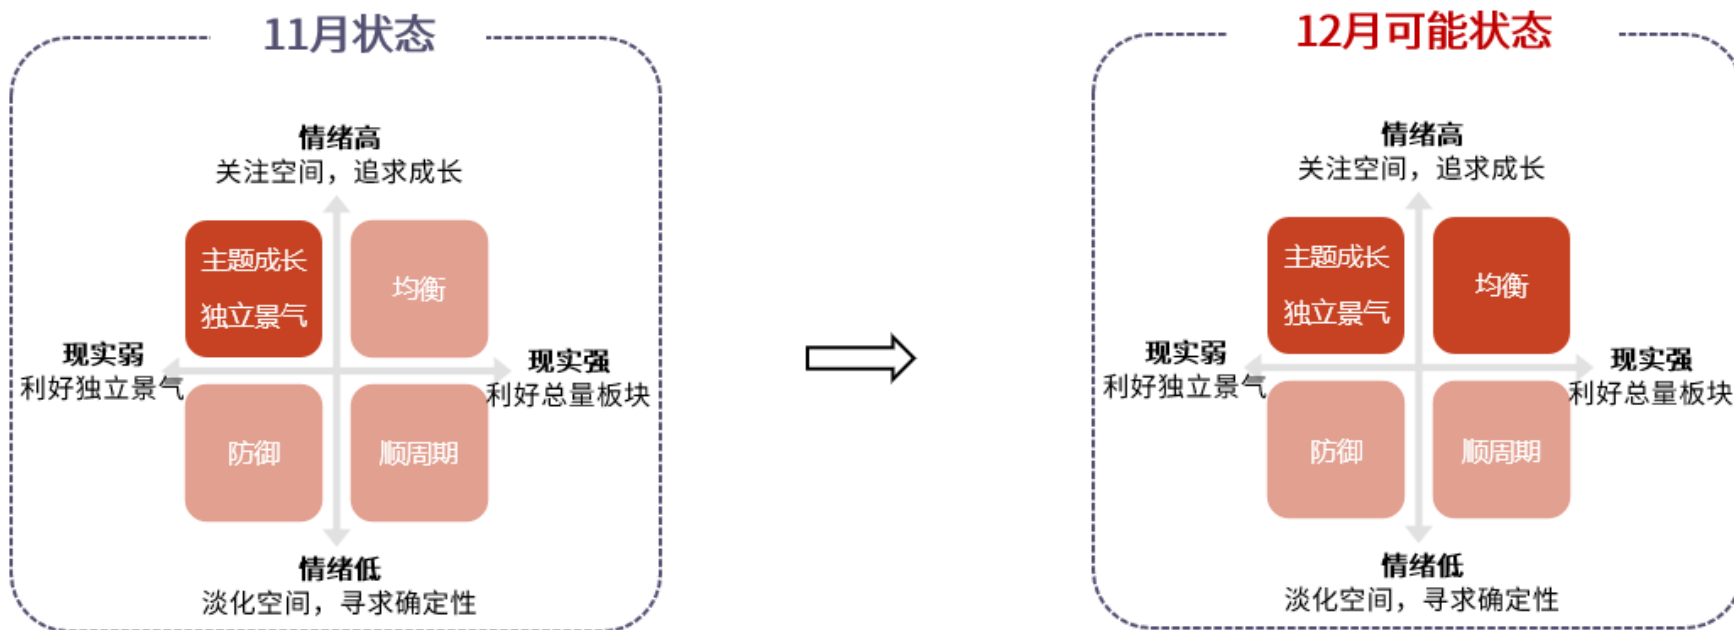 11月状态
情绪高
关注空间，追求成长
主题成长
独立景气
均衡
现实弱
利好独立景气
现实强
利好总量板块
防御
顺周期
情绪低
淡化空间，寻求确定性
12月可能状态
情绪高
关注空间，追求成长
主题成长
独立景气
均衡
现实弱
利好独立景气
现实强
利好总量板块
防御
顺周期
情绪低
淡化空间，寻求确定性